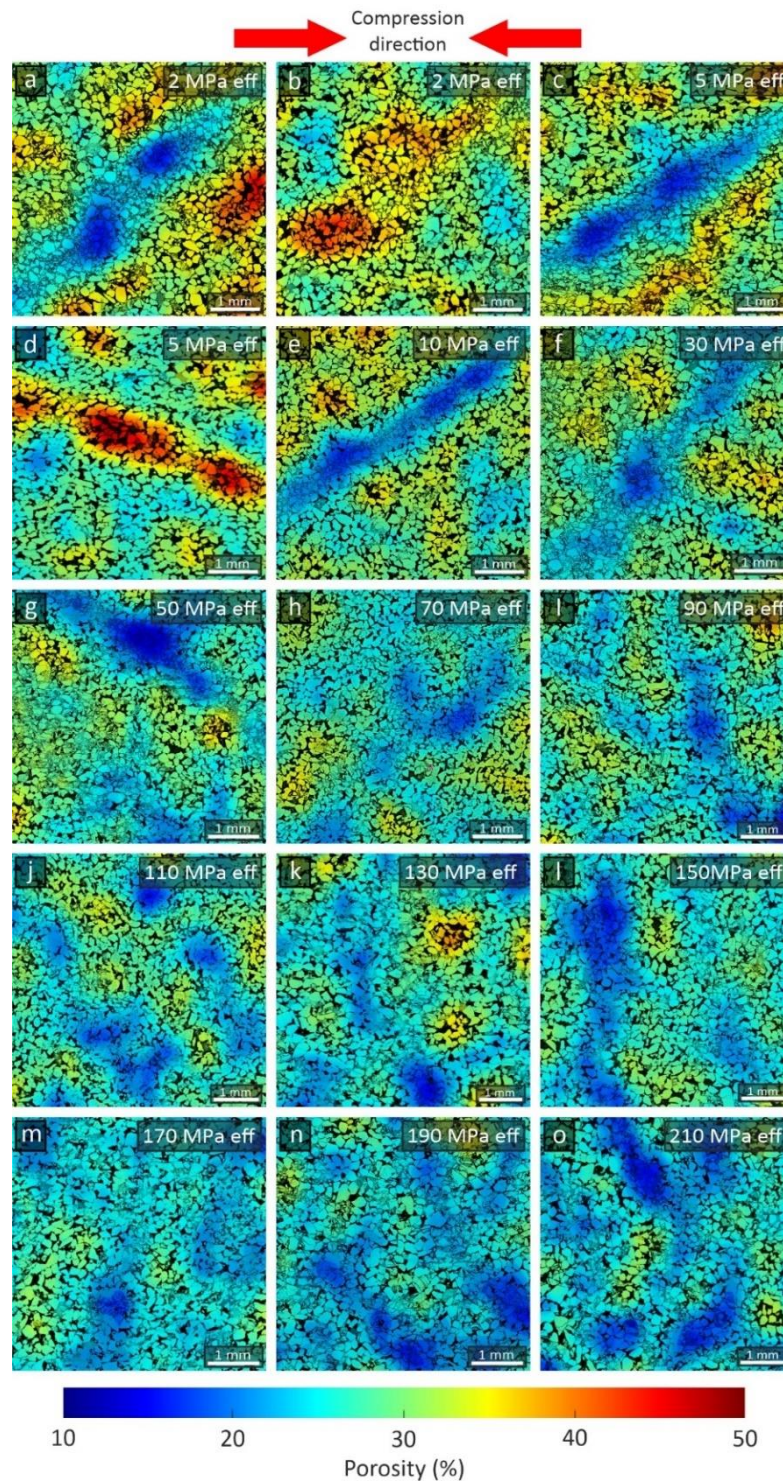 Compression
direction
a 2 MPa eff
1 mm
b 2 MPa eff
1 mm
c 5 MPa eff
1 mm
d 5 MPa eff
1 mm
e 10 MPa eff
1 mm
f 30 MPa eff
1 mm
g 50 MPa eff
1 mm
h 70 MPa eff
1 mm
I 90 MPa eff
1 mm
j 110 MPa eff
1 mm
k 130 MPa eff
1 mm
l 150MPa eff
1 mm
m 170 MPa eff
1 mm
n 190 MPa eff
1 mm
o 210 MPa eff
1 mm
10 20 30 40 50
Porosity (%)